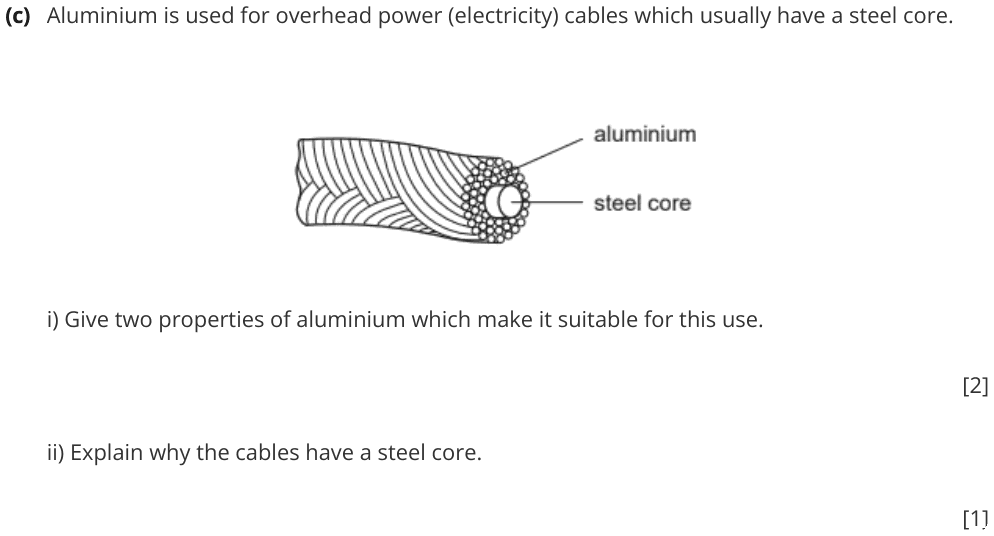 (c) Aluminium is used for overhead power (electricity) cables which usually have a steel core.
aluminium
steel core
i) Give two properties of aluminium which make it suitable for this use.
[2]
ii) Explain why the cables have a steel core.
[1]